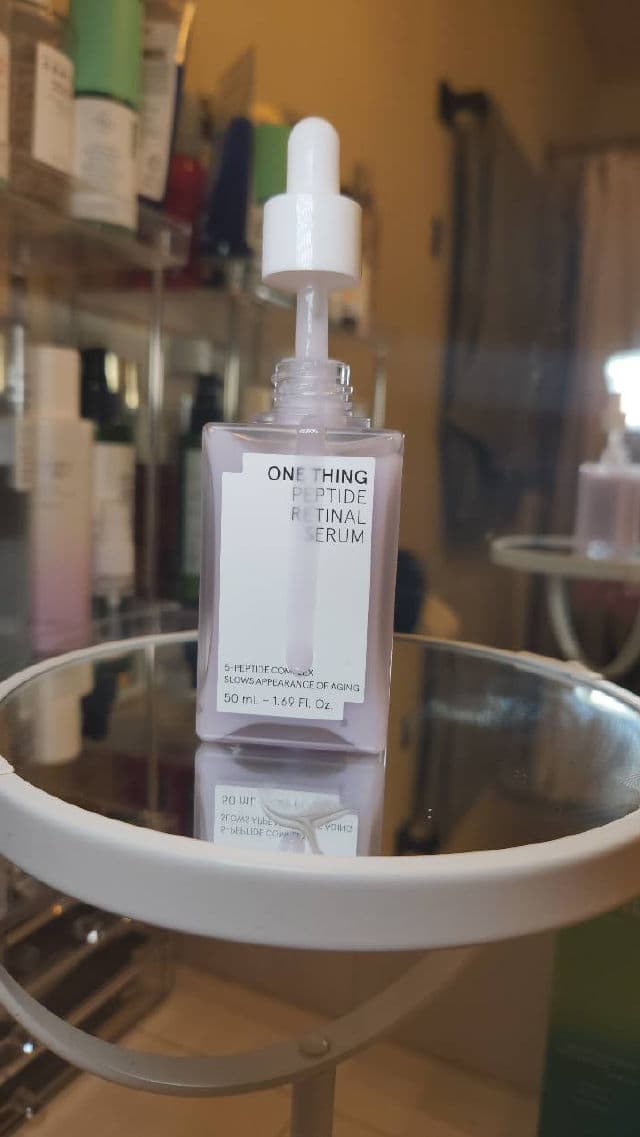 ONE THING
PEPTIDE
RETINAL
SERUM
5-PEPTIDE COMPLEX
SLOWS APPEARANCE OF AGING
50 mL - 1.69 Fl. Oz.